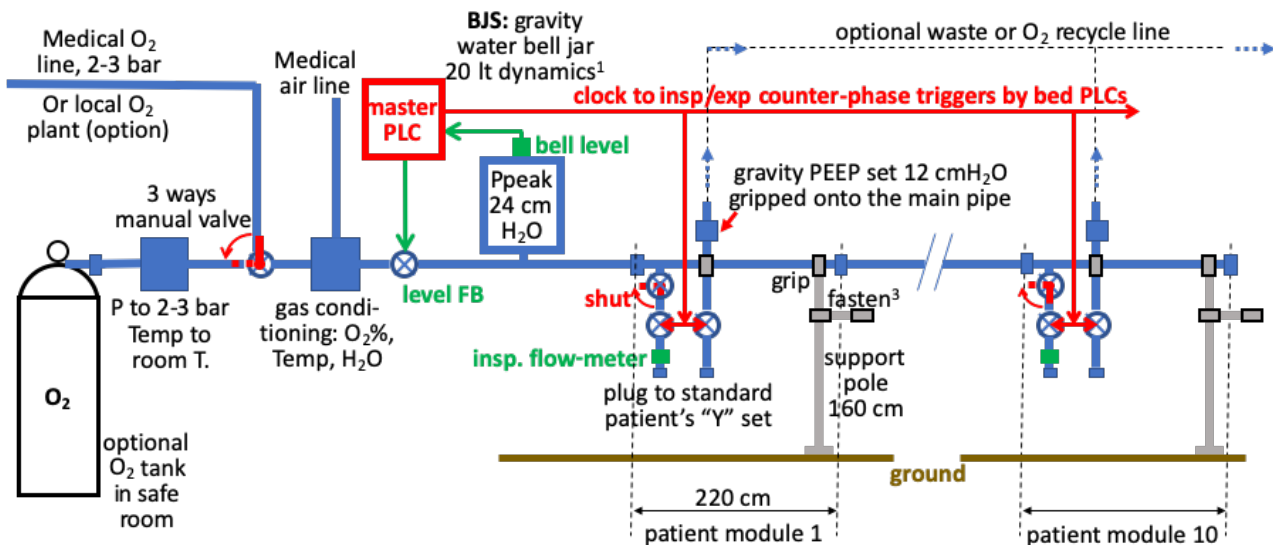 Medical O₂
line, 2-3 bar
Or local O₂
plant (option)
Medical
air line
BJS: gravity
water bell jar
20 lt dynamics¹
optional waste or O₂ recycle line
master
PLC
clock to insp/exp counter-phase triggers by bed PLCs
bell level
3 ways
manual valve
Ppeak
24 cm
H₂O
gravity PEEP set 12 cmH₂O
gripped onto the main pipe
P to 2-3 bar
Temp to
room T.
gas condi-
tioning: O₂%,
Temp, H₂O
level FB
shut
grip
fasten³
insp. flow-meter
plug to standard
patient’s “Y” set
support
pole
160 cm
O₂
optional
O₂ tank
in safe
room
ground
220 cm
patient module 1
patient module 10